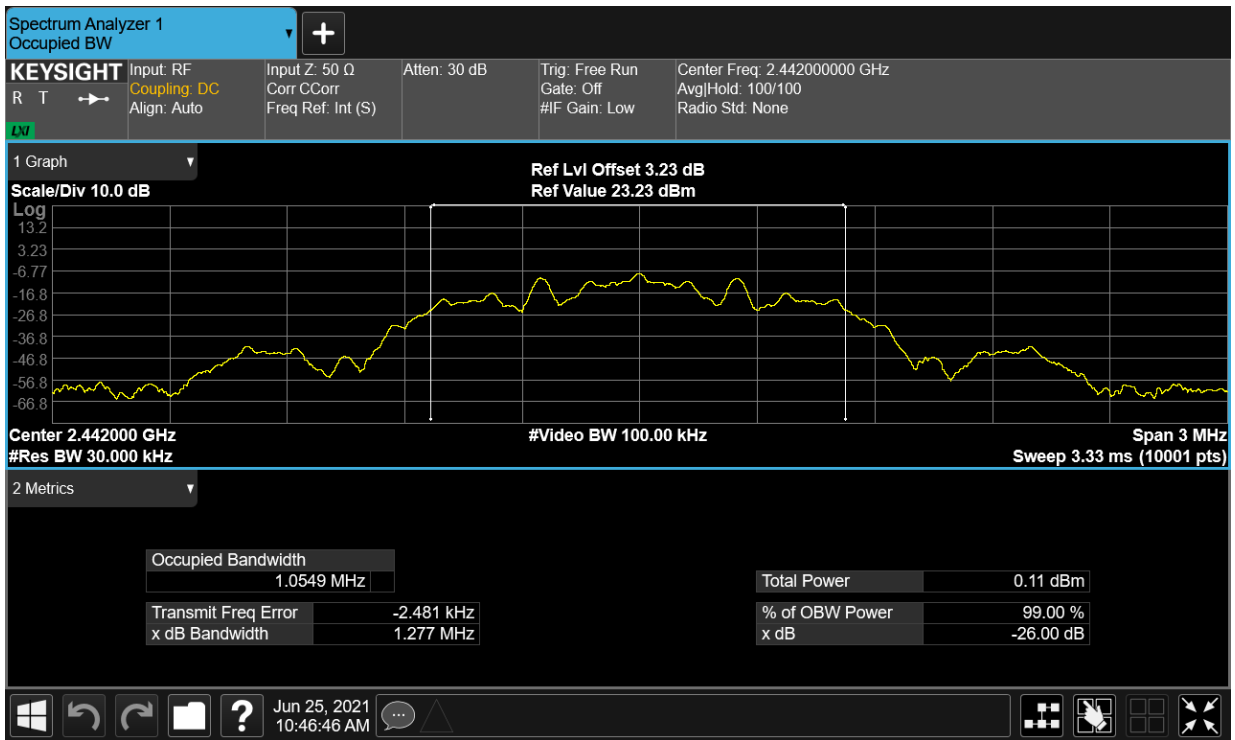 Spectrum Analyzer 1
Occupied BW
KEYSIGHT
R T
LXI
Input: RF
Coupling: DC
Align: Auto
Input Z: 50 Ω
Corr CCorr
Freq Ref: Int (S)
Atten: 30 dB
Trig: Free Run
Gate: Off
#IF Gain: Low
Center Freq: 2.442000000 GHz
Avg|Hold: 100/100
Radio Std: None
1 Graph
Ref Lvl Offset 3.23 dB
Scale/Div 10.0 dB
Ref Value 23.23 dBm
Log
13.2
3.23
-6.77
-16.8
-26.8
-36.8
-46.8
-56.8
-66.8
Center 2.442000 GHz
#Video BW 100.00 kHz
Span 3 MHz
#Res BW 30.000 kHz
Sweep 3.33 ms (10001 pts)
2 Metrics
Occupied Bandwidth
1.0549 MHz
Total Power 0.11 dBm
Transmit Freq Error -2.481 kHz
% of OBW Power 99.00 %
x dB Bandwidth 1.277 MHz
x dB -26.00 dB
?
Jun 25, 2021
10:46:46 AM